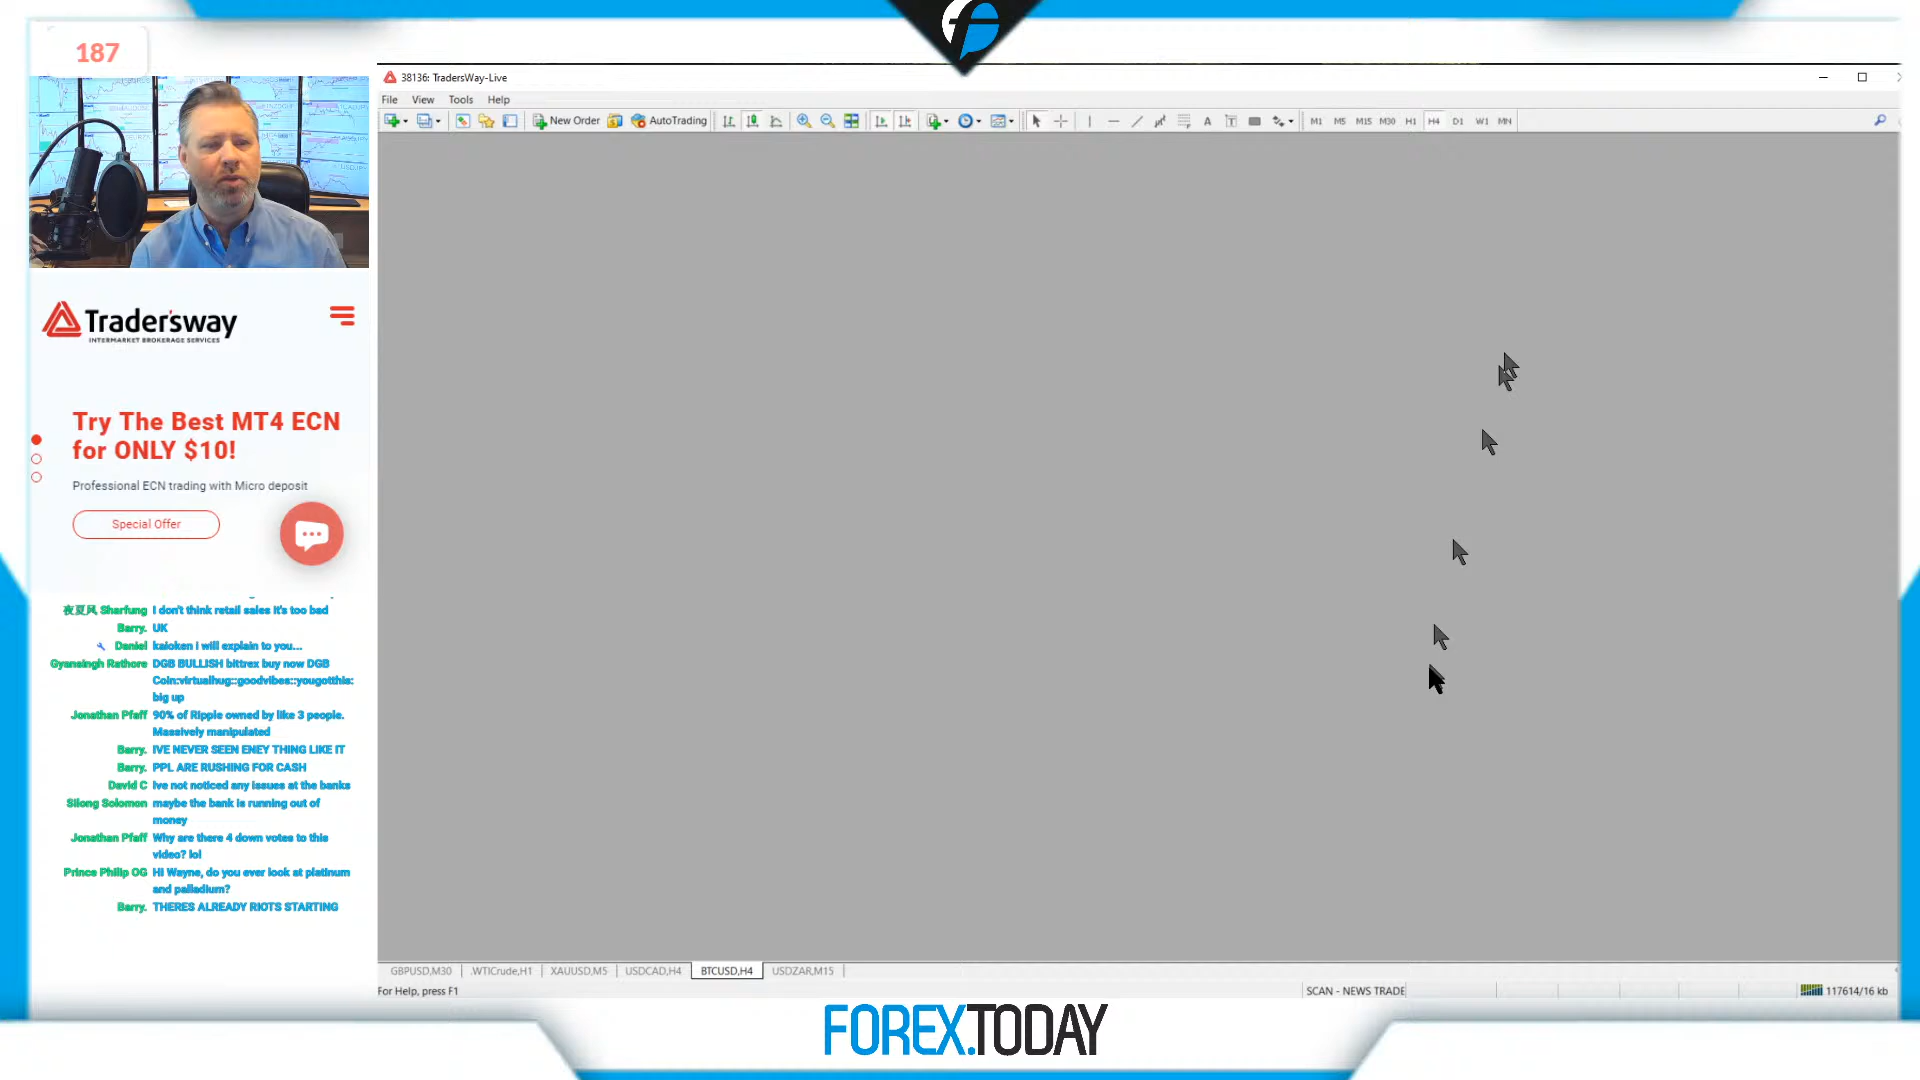 187
38136: TradersWay-Live
File View Tools Help
New Order AutoTrading A T M1 M5 M15 M30 H1 H4 D1 W1 MN
Trader'sway
INTERMARKET BROKERAGE SERVICES
Try The Best MT4 ECN
for ONLY $10!
Professional ECN trading with Micro deposit
Special Offer
夜夏风 Sharfung I don't think retail sales it's too bad
Barry. UK
Daniel kaioken i will explain to you...
Gyansingh Rathore DGB BULLISH bittrex buy now DGB
Coin:virtualhug::goodvibes::yougotthis:
big up
Jonathan Pfaff 90% of Ripple owned by like 3 people.
Massively manipulated
Barry. IVE NEVER SEEN ENEY THING LIKE IT
Barry. PPL ARE RUSHING FOR CASH
David C Ive not noticed any issues at the banks
Silong Solomon maybe the bank is running out of
money
Jonathan Pfaff Why are there 4 down votes to this
video? lol
Prince Philip OG Hi Wayne, do you ever look at platinum
and palladium?
Barry. THERES ALREADY RIOTS STARTING
GBPUSD,M30 .WTICrude,H1 XAUUSD,M5 USDCAD,H4 BTCUSD,H4 USDZAR,M15
For Help, press F1 SCAN - NEWS TRADE 117614/16 kb
FOREX.TODAY